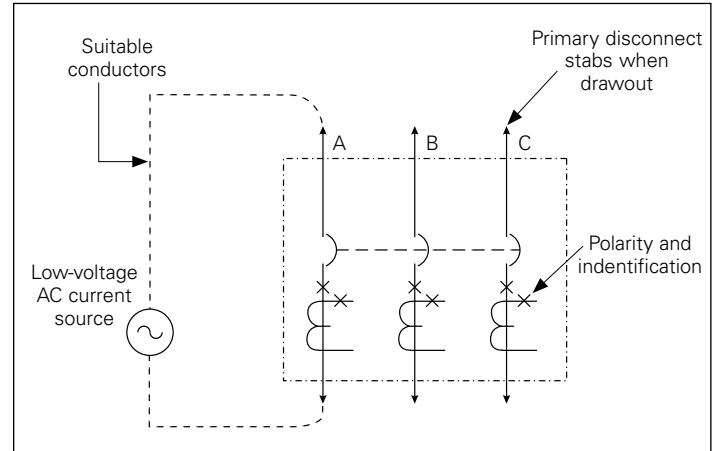 Suitable
conductors
Primary disconnect
stabs when
drawout
A
B
C
Polarity and
indentification
Low-voltage
AC current
source